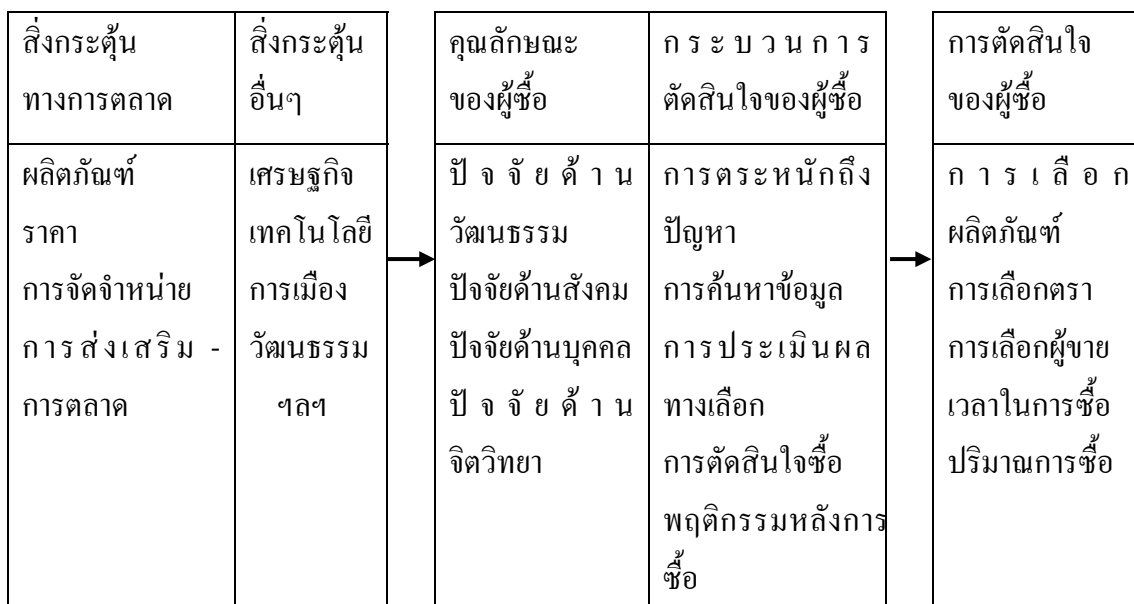 สิ่งกระตุ้น
ทางการตลาด
สิ่งกระตุ้น
อื่นๆ
คุณลักษณะ
ของผู้ซื้อ
กระบวนการ
ตัดสินใจของผู้ซื้อ
การตัดสินใจ
ของผู้ซื้อ
ผลิตภัณฑ์
ราคา
การจัดจำหน่าย
การส่งเสริม -
การตลาด
เศรษฐกิจ
เทคโนโลยี
การเมือง
วัฒนธรรม
ฯลฯ
ปัจจัยด้าน
วัฒนธรรม
ปัจจัยด้านสังคม
ปัจจัยด้านบุคคล
ปัจจัยด้าน
จิตวิทยา
การตระหนักถึง
ปัญหา
การค้นหาข้อมูล
การประเมินผล
ทางเลือก
การตัดสินใจซื้อ
พฤติกรรมหลังการ
ซื้อ
การเลือก
ผลิตภัณฑ์
การเลือกตรา
การเลือกผู้ขาย
เวลาในการซื้อ
ปริมาณการซื้อ